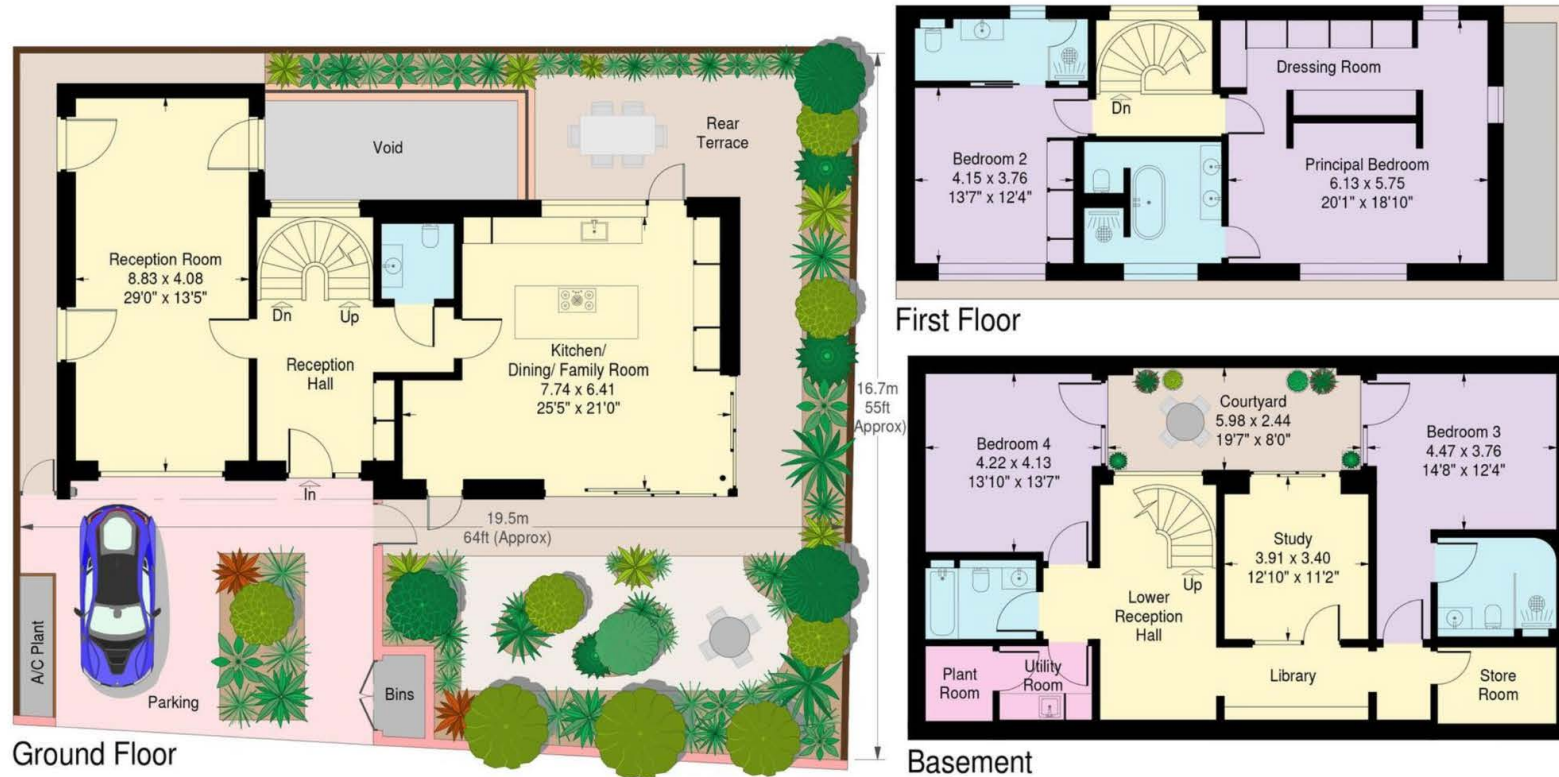 Void
Rear
Terrace
Reception Room
8.83 x 4.08
29'0" x 13'5"
Dn
Up
Reception
Hall
Kitchen/
Dining/ Family Room
7.74 x 6.41
25'5" x 21'0"
16.7m
55ft
Approx)
In
19.5m
64ft (Approx)
A/C Plant
Parking
Bins
Ground Floor
Dressing Room
Dn
Bedroom 2
4.15 x 3.76
13'7" x 12'4"
Principal Bedroom
6.13 x 5.75
20'1" x 18'10"
First Floor
Courtyard
5.98 x 2.44
19'7" x 8'0"
Bedroom 4
4.22 x 4.13
13'10" x 13'7"
Bedroom 3
4.47 x 3.76
14'8" x 12'4"
Study
3.91 x 3.40
12'10" x 11'2"
Up
Lower
Reception
Hall
Plant
Room
Utility
Room
Library
Store
Room
Basement